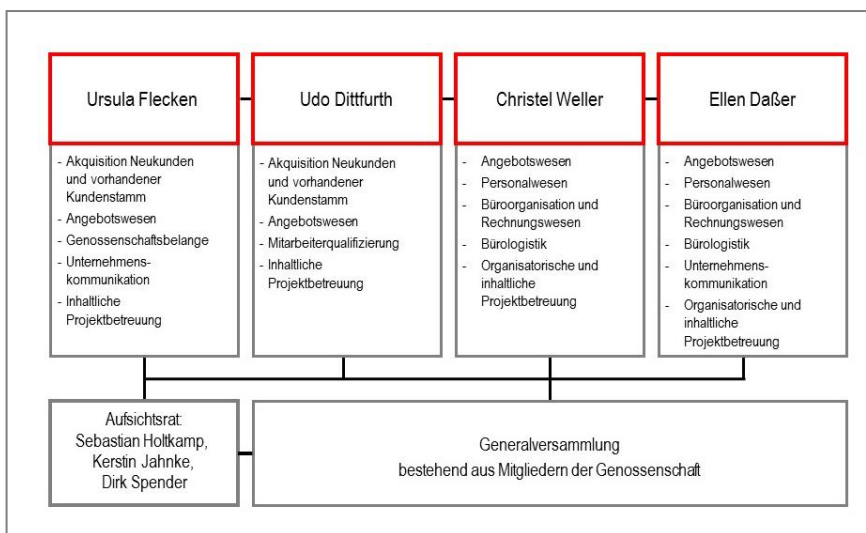 Ursula Flecken
- Akquisition Neukunden
und vorhandener
Kundenstamm
- Angebotswesen
- Genossenschaftsbelange
- Unternehmens-
kommunikation
- Inhaltliche
Projektbetreuung
Udo Dittfurth
- Akquisition Neukunden
und vorhandener
Kundenstamm
- Angebotswesen
- Mitarbeiterqualifizierung
- Inhaltliche
Projektbetreuung
Christel Weller
- Angebotswesen
- Personalwesen
- Büroorganisation und
Rechnungswesen
- Bürologistik
- Organisatorische und
inhaltliche
Projektbetreuung
Ellen Daßer
- Angebotswesen
- Personalwesen
- Büroorganisation und
Rechnungswesen
- Bürologistik
- Unternehmens-
kommunikation
- Organisatorische und
inhaltliche
Projektbetreuung
Aufsichtsrat:
Sebastian Holtkamp,
Kerstin Jahnke,
Dirk Spender
Generalversammlung
bestehend aus Mitgliedern der Genossenschaft